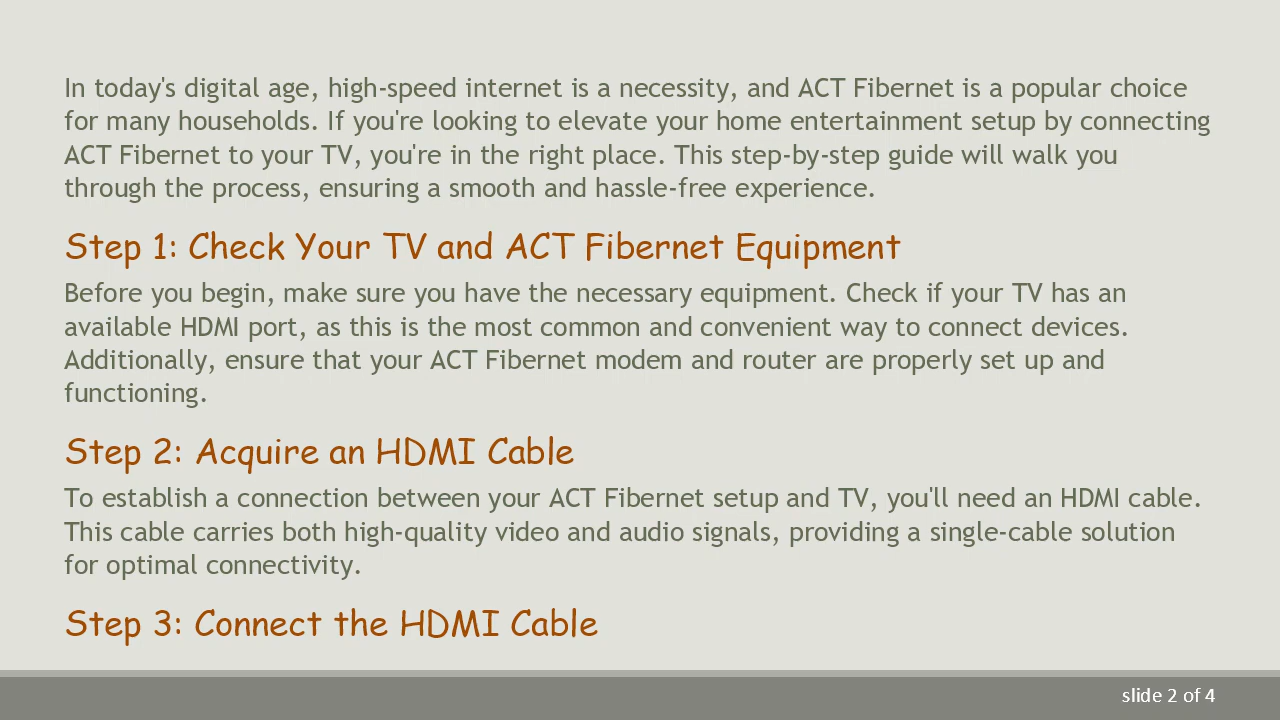 In today's digital age, high-speed internet is a necessity, and ACT Fibernet is a popular choice
for many households. If you're looking to elevate your home entertainment setup by connecting
ACT Fibernet to your TV, you're in the right place. This step-by-step guide will walk you
through the process, ensuring a smooth and hassle-free experience.
Step 1: Check Your TV and ACT Fibernet Equipment
Before you begin, make sure you have the necessary equipment. Check if your TV has an
available HDMI port, as this is the most common and convenient way to connect devices.
Additionally, ensure that your ACT Fibernet modem and router are properly set up and
functioning.
Step 2: Acquire an HDMI Cable
To establish a connection between your ACT Fibernet setup and TV, you'll need an HDMI cable.
This cable carries both high-quality video and audio signals, providing a single-cable solution
for optimal connectivity.
Step 3: Connect the HDMI Cable
slide 2 of 4